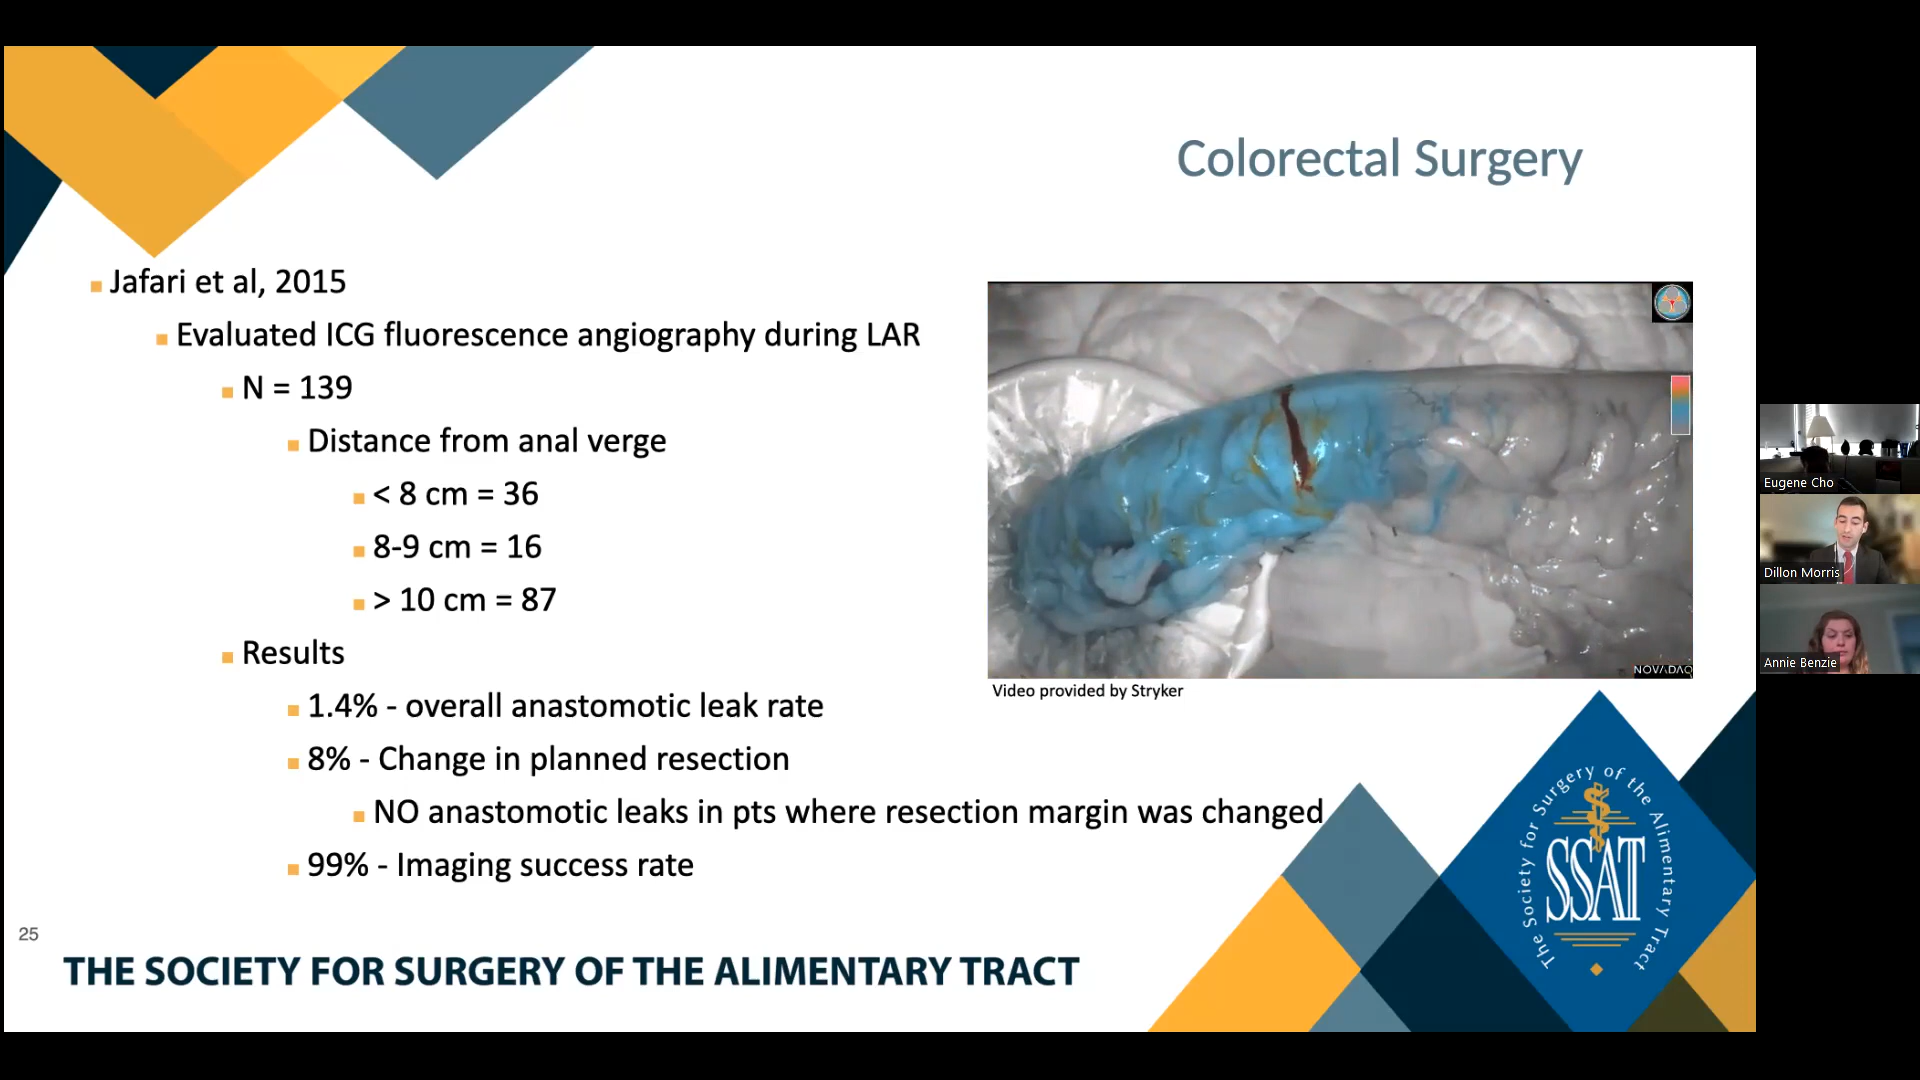 Colorectal Surgery
Jafari et al, 2015
Evaluated ICG fluorescence angiography during LAR
N = 139
Distance from anal verge
< 8 cm = 36
8-9 cm = 16
> 10 cm = 87
Results
1.4% - overall anastomotic leak rate
8% - Change in planned resection
NO anastomotic leaks in pts where resection margin was changed
99% - Imaging success rate
NOVADAQ
Video provided by Stryker
Eugene Cho
Dillon Morris
Annie Benzie
The Society for Surgery of the Alimentary Tract
SSAT
25
THE SOCIETY FOR SURGERY OF THE ALIMENTARY TRACT